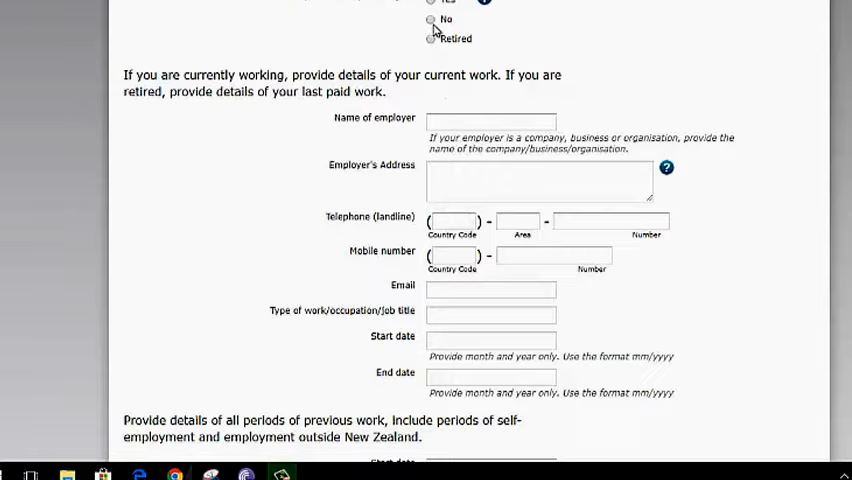 Yes ?
No
Retired
If you are currently working, provide details of your current work. If you are
retired, provide details of your last paid work.
Name of employer
If your employer is a company, business or organisation, provide the
name of the company/business/organisation.
Employer's Address ?
Telephone (landline) ( ) - -
Country Code Area Number
Mobile number ( ) -
Country Code Number
Email
Type of work/occupation/job title
Start date
Provide month and year only. Use the format mm/yyyy
End date
Provide month and year only. Use the format mm/yyyy
Provide details of all periods of previous work, include periods of self-
employment and employment outside New Zealand.
Start date